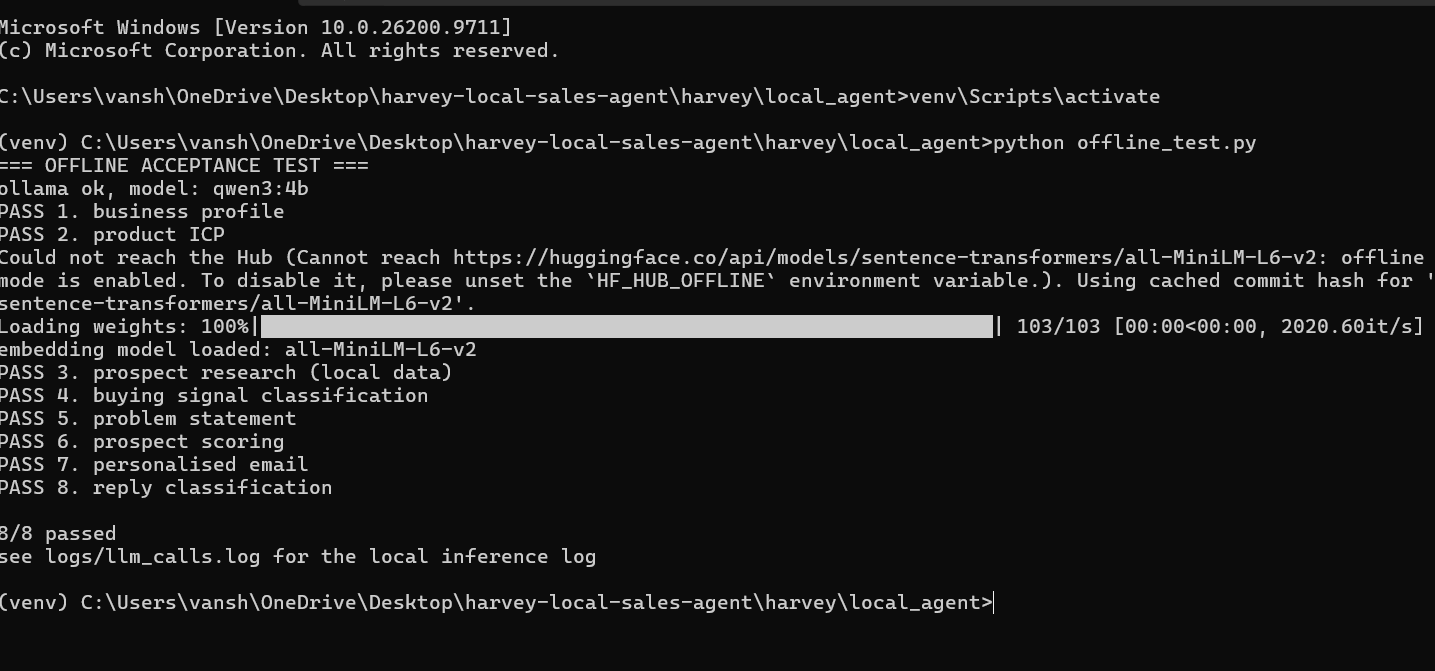 Microsoft Windows [Version 10.0.26200.9711]
(c) Microsoft Corporation. All rights reserved.
C:\Users\vansh\OneDrive\Desktop\harvey-local-sales-agent\harvey\local_agent>venv\Scripts\activate
(venv) C:\Users\vansh\OneDrive\Desktop\harvey-local-sales-agent\harvey\local_agent>python offline_test.py
=== OFFLINE ACCEPTANCE TEST ===
ollama ok, model: qwen3:4b
PASS 1. business profile
PASS 2. product ICP
Could not reach the Hub (Cannot reach https://huggingface.co/api/models/sentence-transformers/all-MiniLM-L6-v2: offline
mode is enabled. To disable it, please unset the `HF_HUB_OFFLINE` environment variable.). Using cached commit hash for '
sentence-transformers/all-MiniLM-L6-v2'.
Loading weights: 100%| | 103/103 [00:00<00:00, 2020.60it/s]
embedding model loaded: all-MiniLM-L6-v2
PASS 3. prospect research (local data)
PASS 4. buying signal classification
PASS 5. problem statement
PASS 6. prospect scoring
PASS 7. personalised email
PASS 8. reply classification
8/8 passed
see logs/llm_calls.log for the local inference log
(venv) C:\Users\vansh\OneDrive\Desktop\harvey-local-sales-agent\harvey\local_agent>